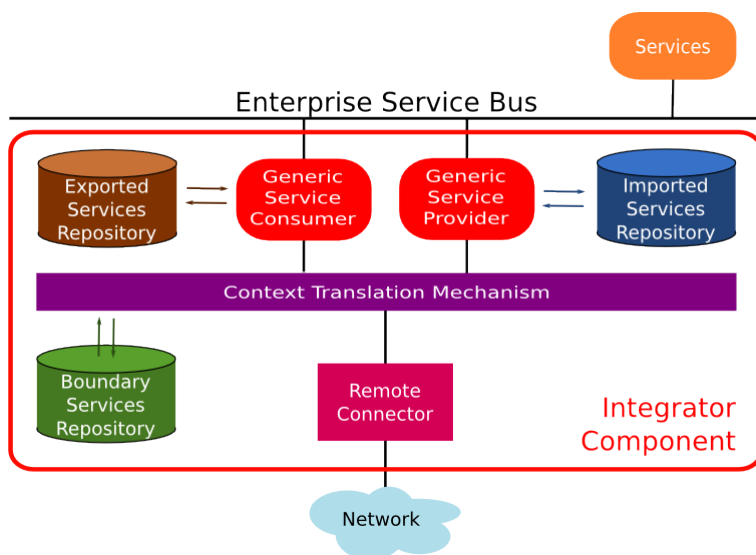 Services
Enterprise Service Bus
Exported
Services
Repository
Generic
Service
Consumer
Generic
Service
Provider
Imported
Services
Repository
Context Translation Mechanism
Boundary
Services
Repository
Remote
Connector
Integrator
Component
Network